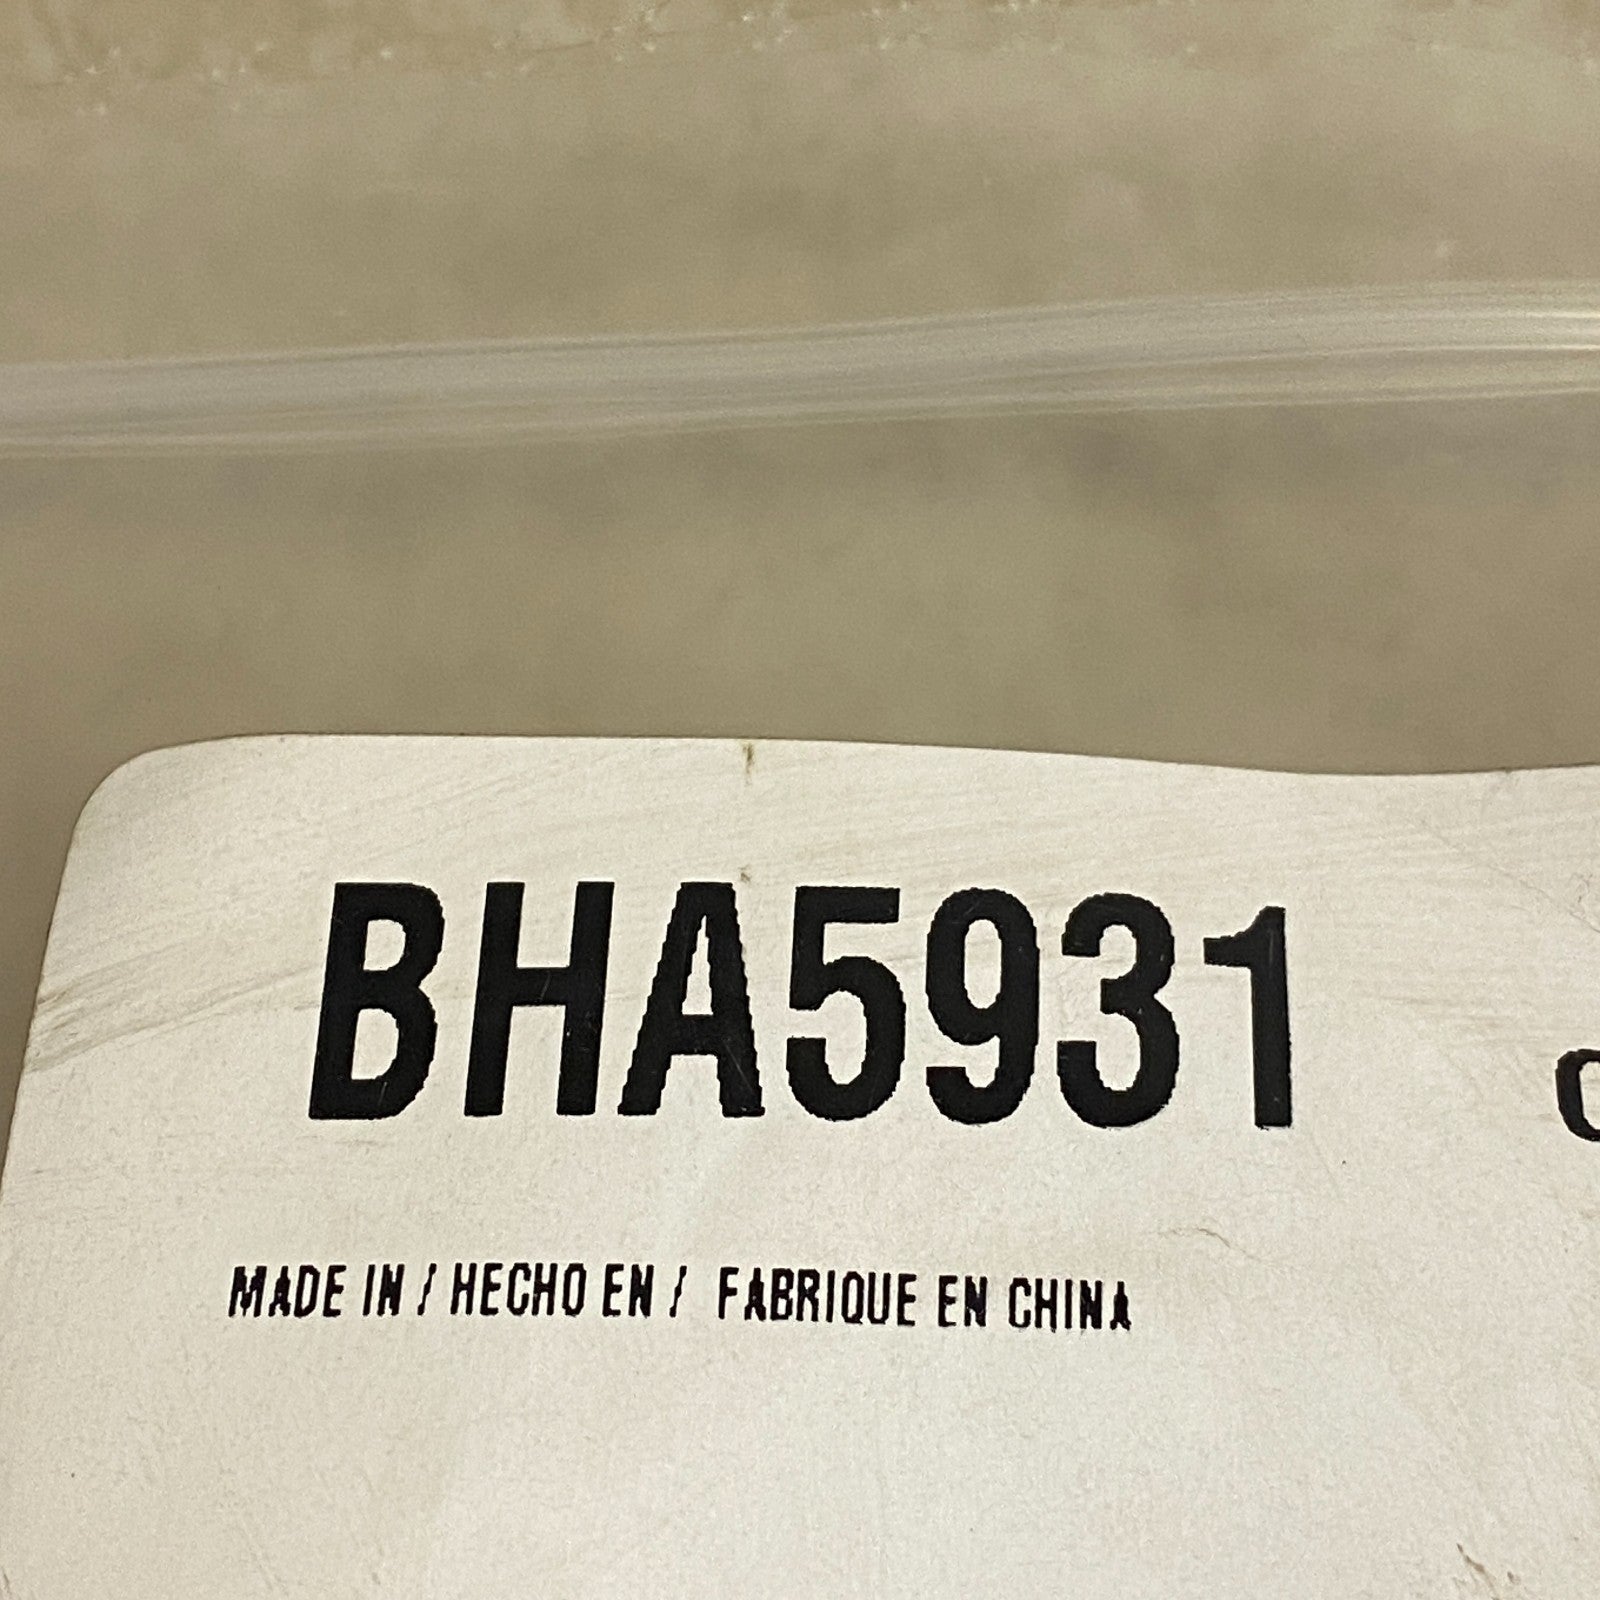 BHA5931
MADE IN / HECHO EN / FABRIQUE EN CHINA